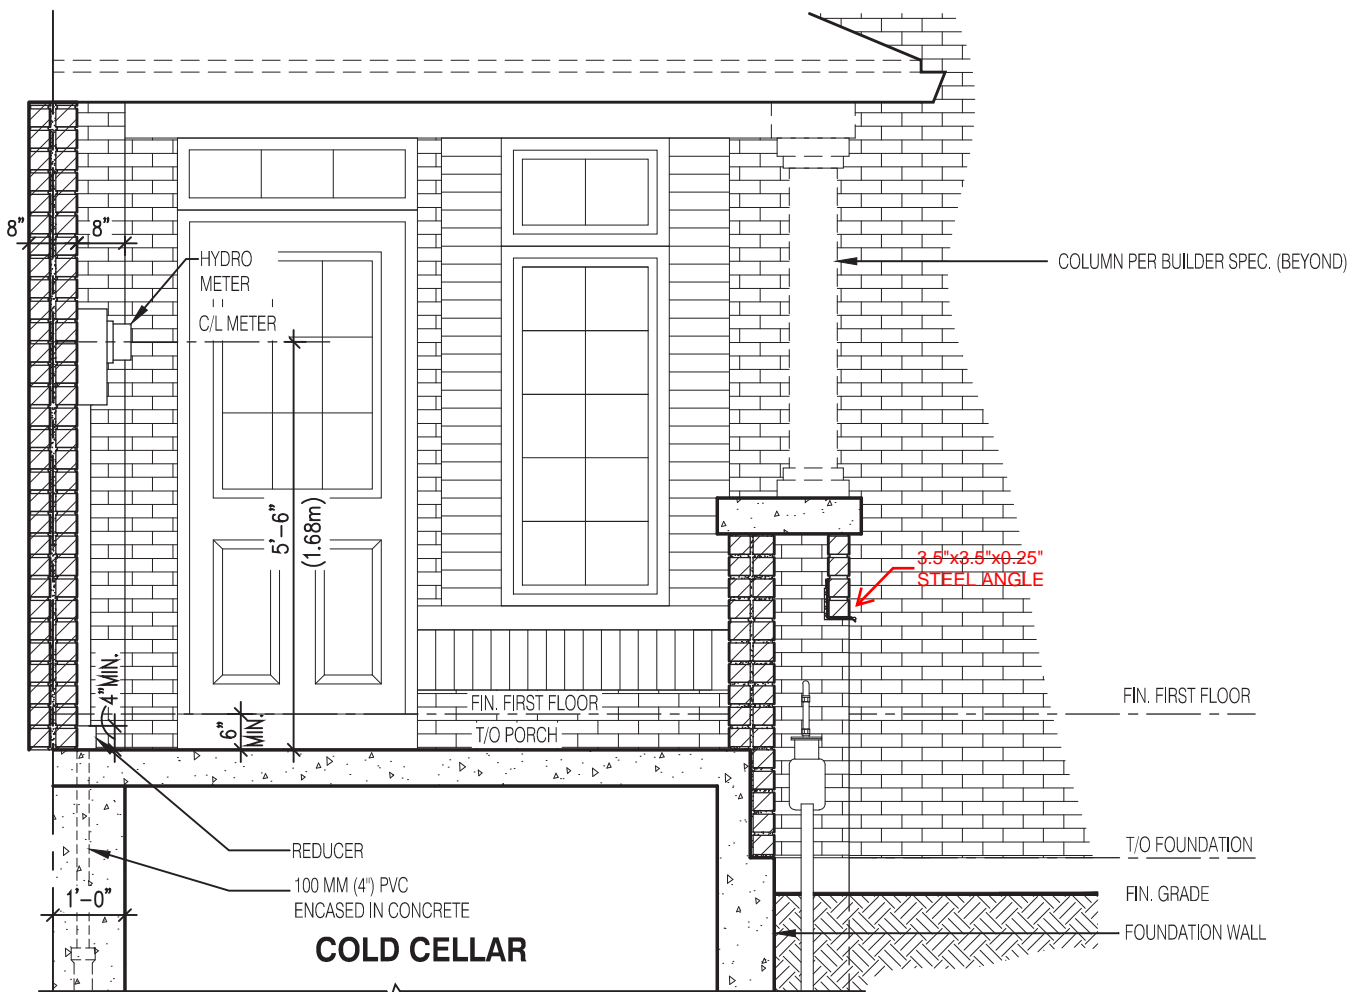 8"
8"
HYDRO
METER
C/L METER
COLUMN PER BUILDER SPEC. (BEYOND)
5'-6"
(1.68m)
3.5"x3.5"x0.25"
STEEL ANGLE
4"MIN.
6"
MIN.
FIN. FIRST FLOOR
T/O PORCH
FIN. FIRST FLOOR
REDUCER
T/O FOUNDATION
100 MM (4") PVC
ENCASED IN CONCRETE
1'-0"
FIN. GRADE
COLD CELLAR
FOUNDATION WALL